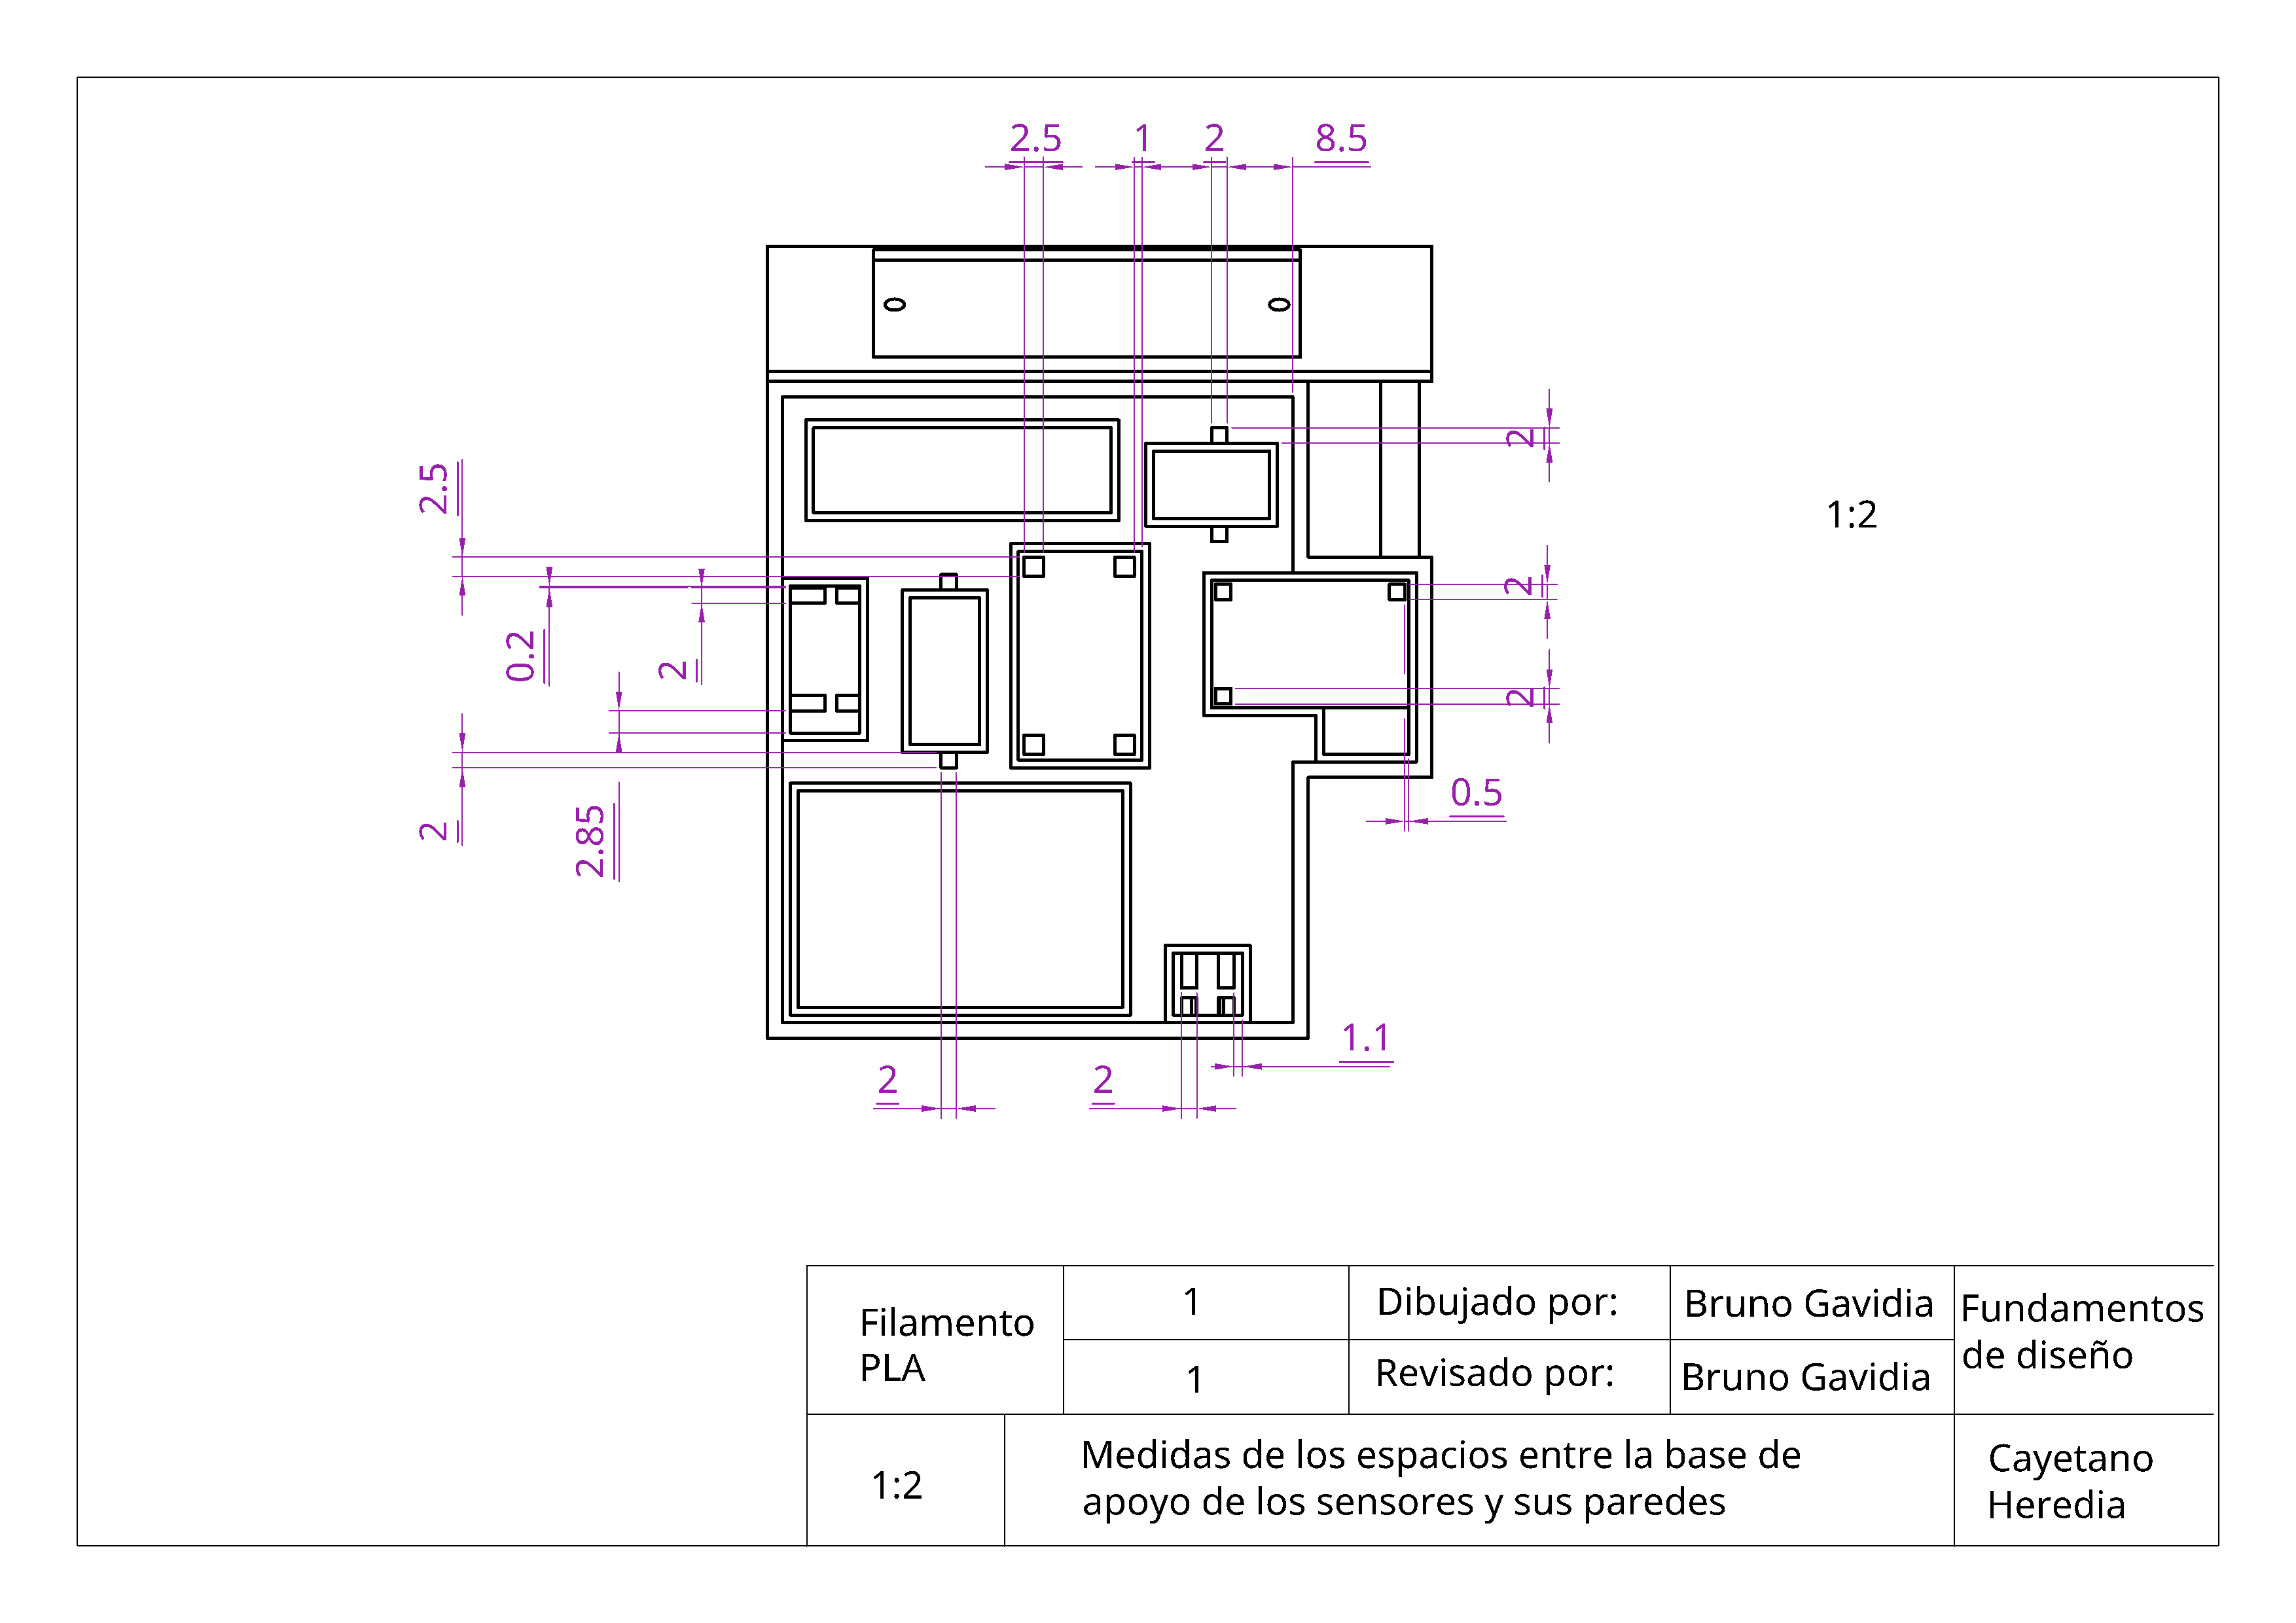 2.5 1 2 8.5
2
2.5
1:2
2
0.2
2
2
0.5
2
2.85
1.1
2 2
Filamento
PLA
1
1
Dibujado por:
Revisado por:
Bruno Gavidia
Bruno Gavidia
Fundamentos
de diseño
1:2
Medidas de los espacios entre la base de
apoyo de los sensores y sus paredes
Cayetano
Heredia